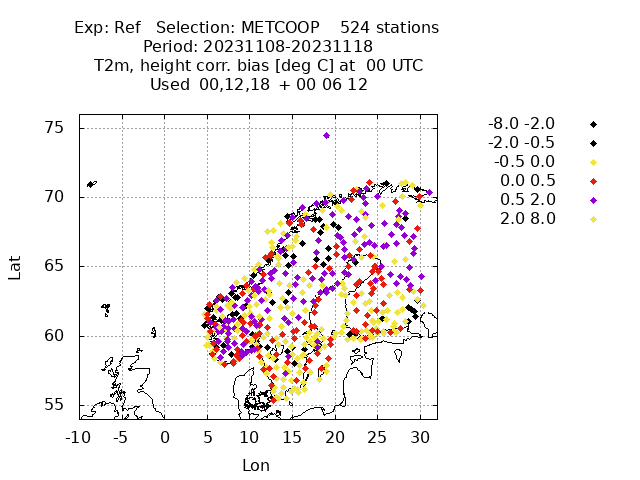 Exp: Ref   Selection: METCOOP    524 stations
Period: 20231108-20231118
T2m, height corr. bias [deg C] at  00 UTC
Used 00,12,18 + 00 06 12
-8.0 -2.0
-2.0 -0.5
-0.5 0.0
0.0 0.5
0.5 2.0
2.0 8.0
75
70
65
60
55
Lat
-10 -5 0 5 10 15 20 25 30
Lon